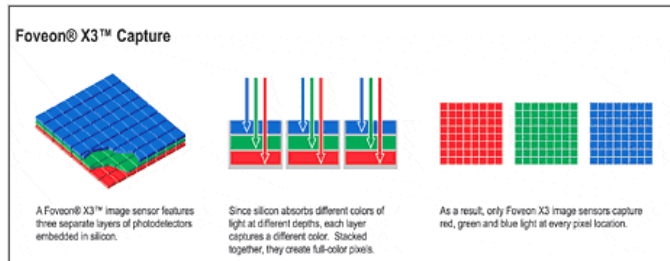 Foveon® X3™ Capture
A Foveon® X3™ image sensor features
three separate layers of photodetectors
embedded in silicon.
Since silicon absorbs different colors of
light at different depths, each layer
captures a different color. Stacked
together, they create full-color pixels.
As a result, only Foveon X3 image sensors capture
red, green and blue light at every pixel location.